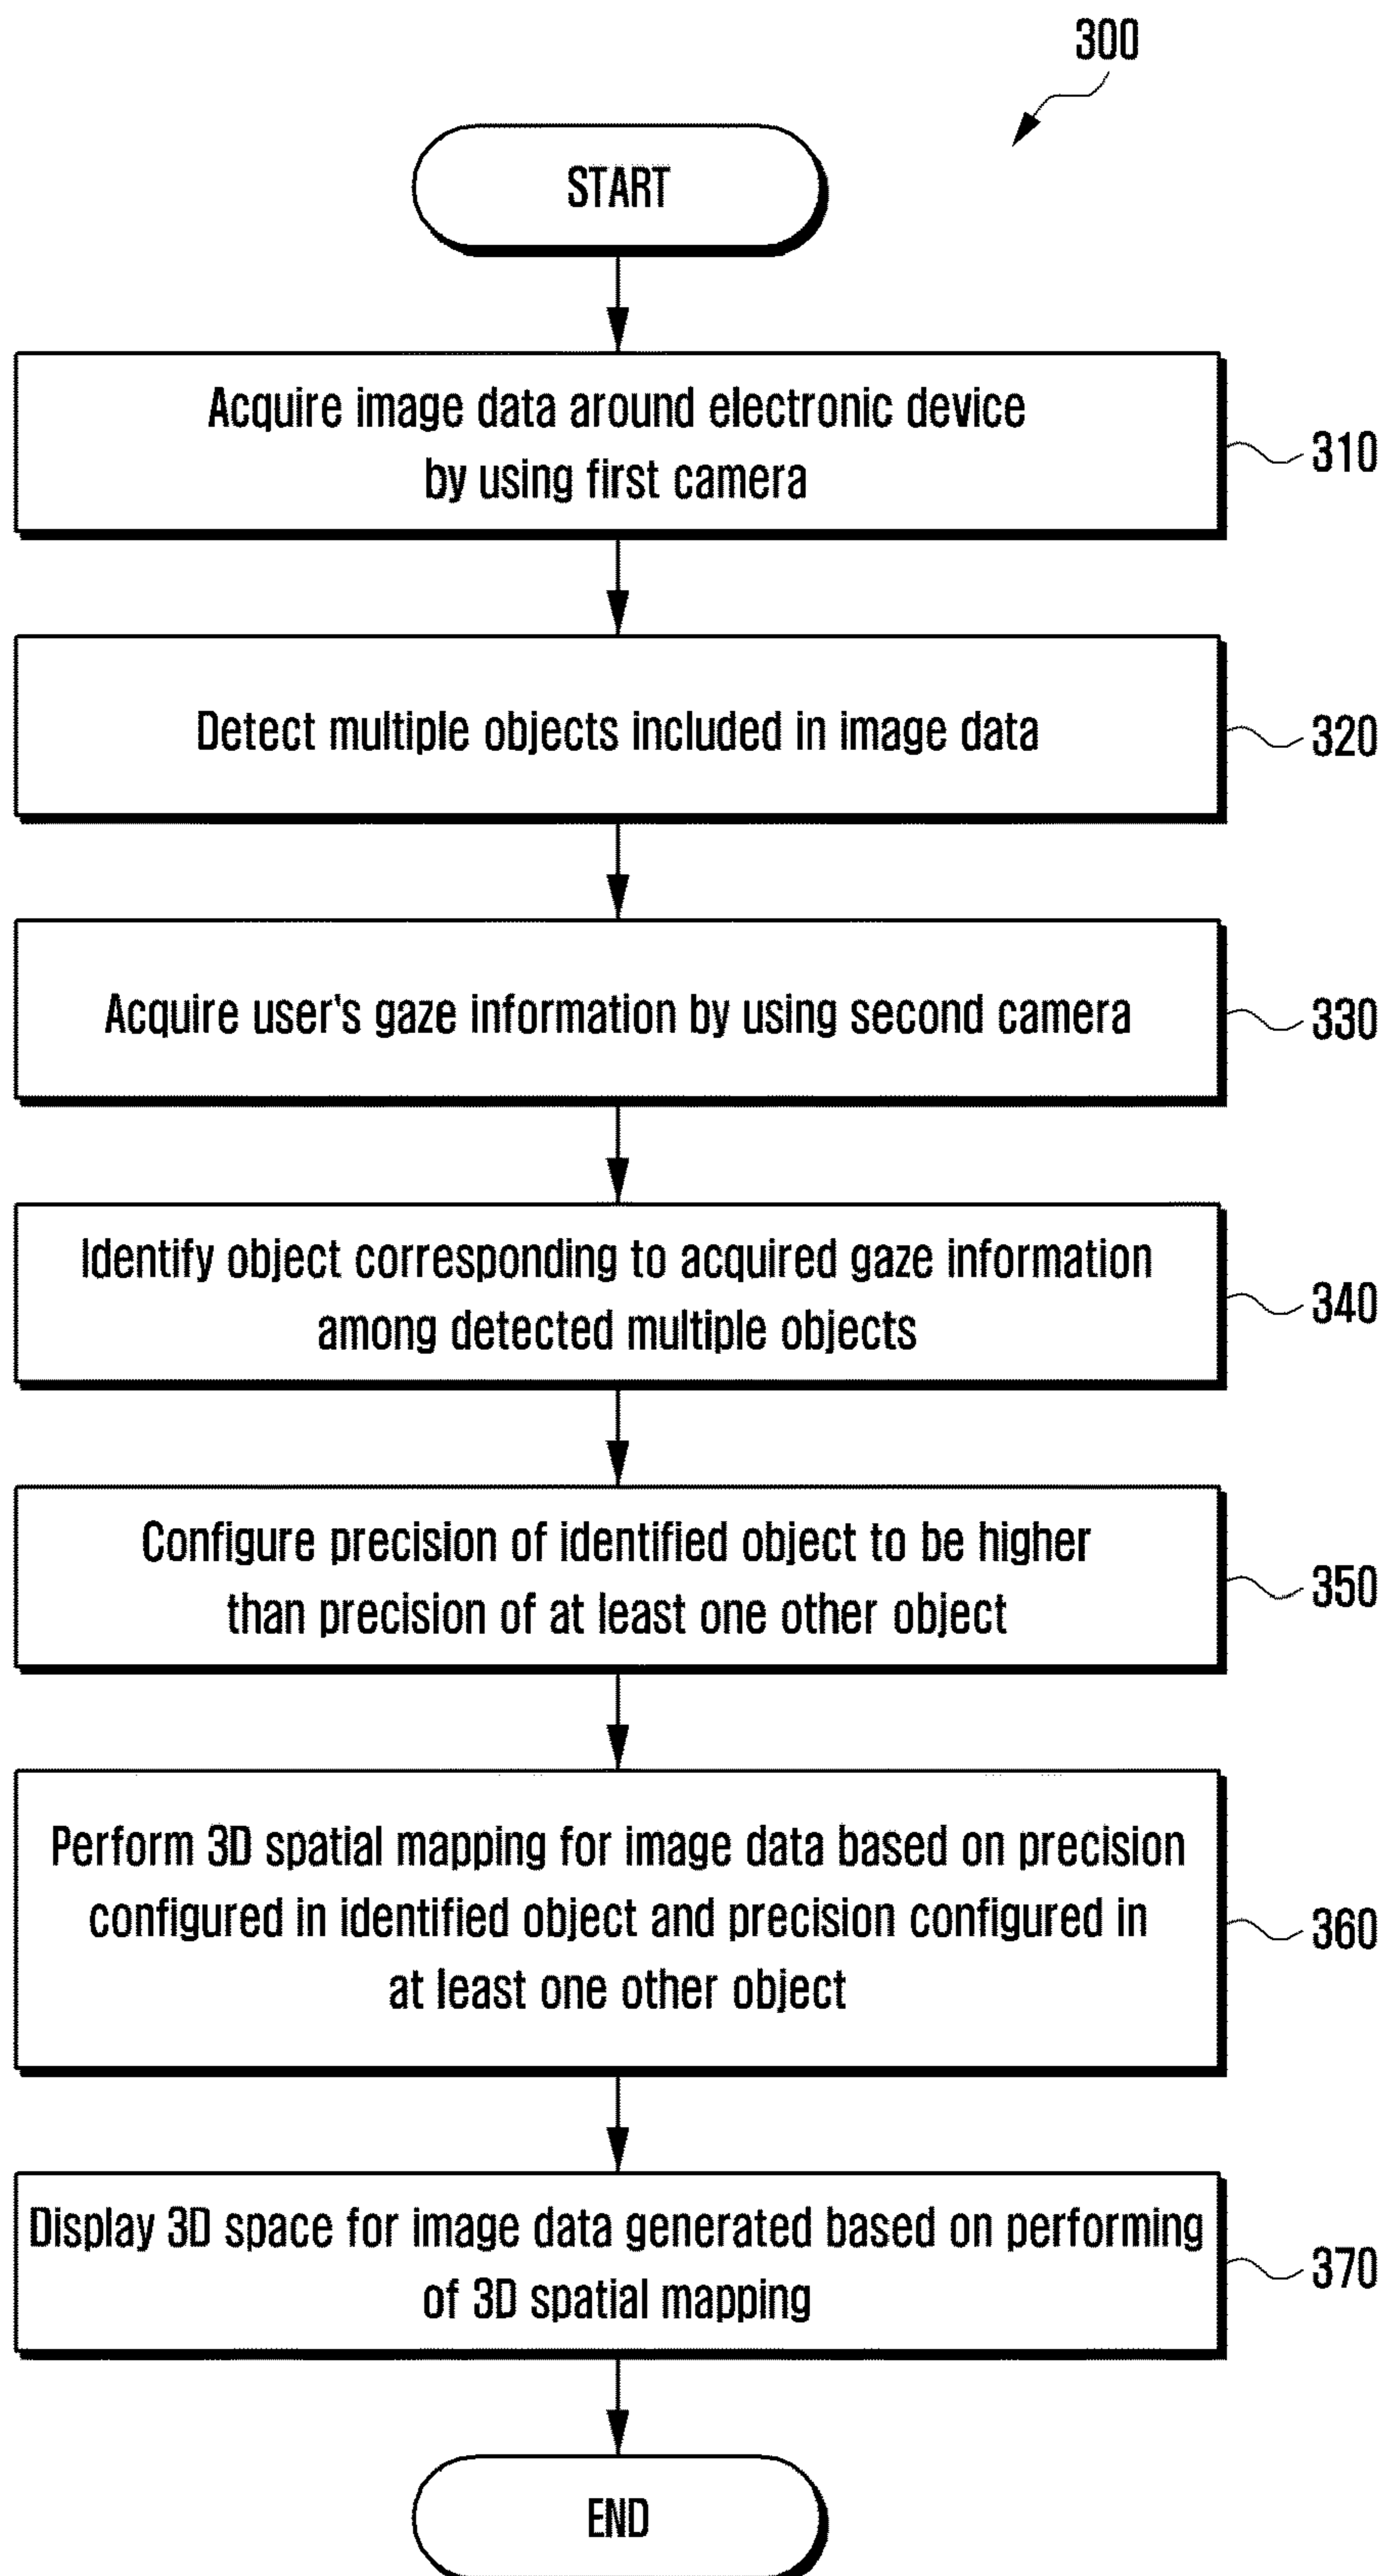 300
START
Acquire image data around electronic device
by using first camera
310
Detect multiple objects included in image data
320
Acquire user's gaze information by using second camera
330
Identify object corresponding to acquired gaze information
among detected multiple objects
340
Configure precision of identified object to be higher
than precision of at least one other object
350
Perform 3D spatial mapping for image data based on precision
configured in identified object and precision configured in
at least one other object
360
Display 3D space for image data generated based on performing
of 3D spatial mapping
370
END